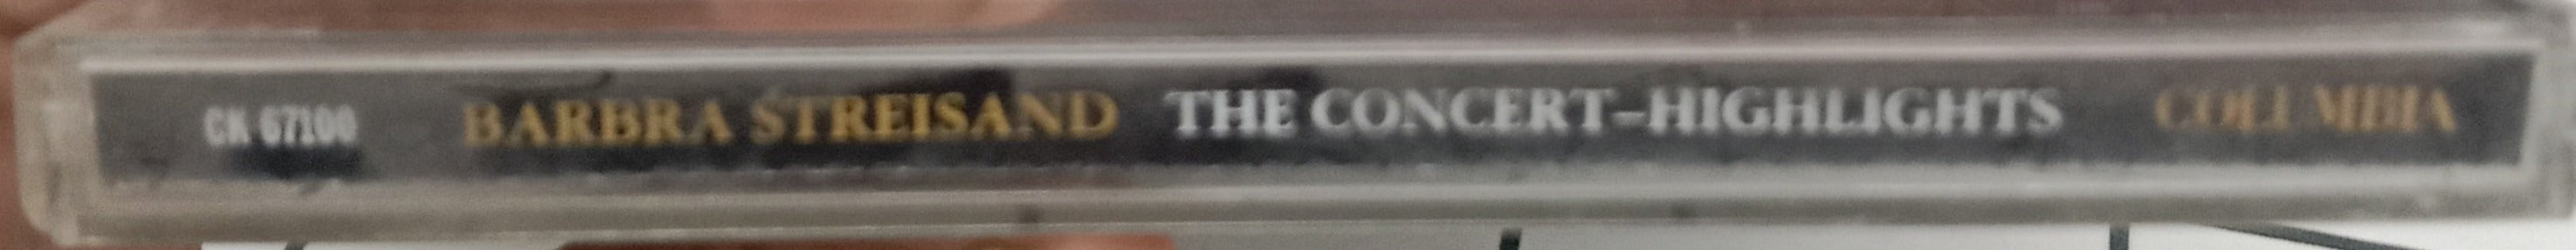 CK 67100 BARBRA STREISAND THE CONCERT–HIGHLIGHTS COLUMBIA